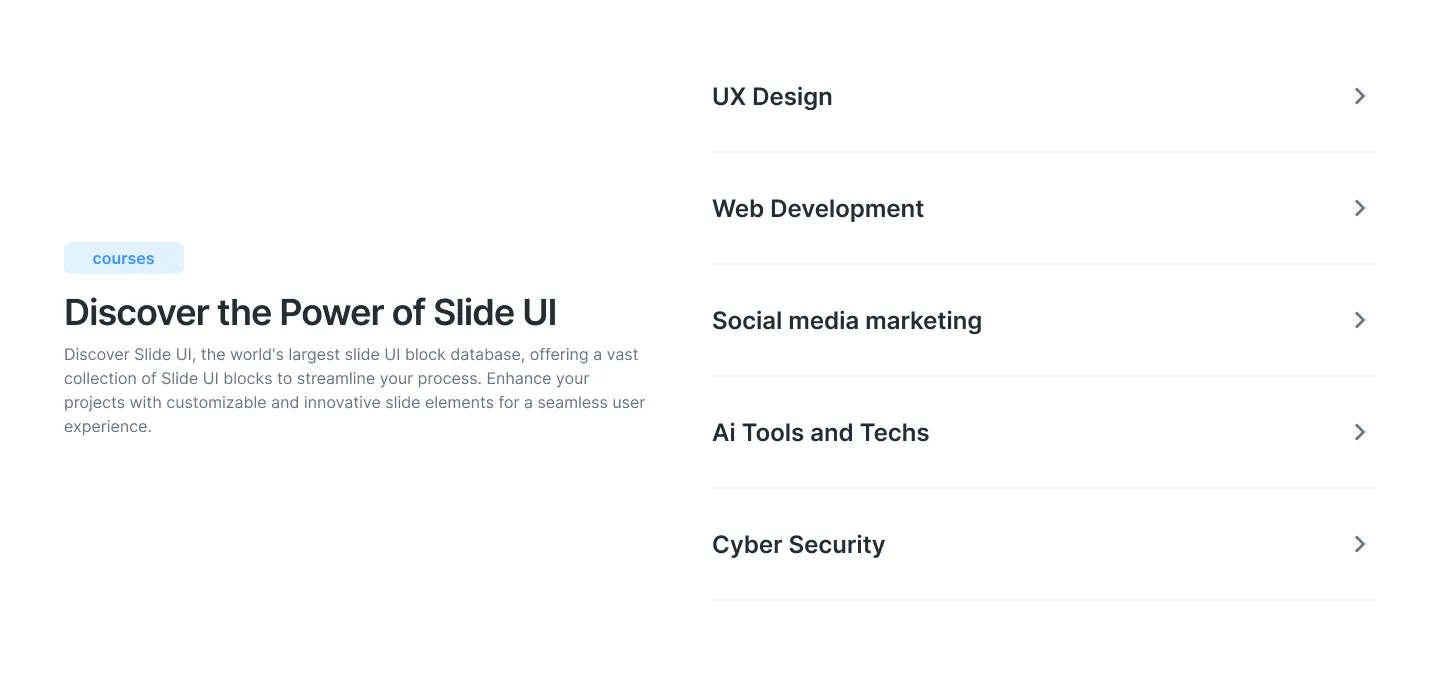 courses
Discover the Power of Slide UI
Discover Slide UI, the world's largest slide UI block database, offering a vast
collection of Slide UI blocks to streamline your process. Enhance your
projects with customizable and innovative slide elements for a seamless user
experience.
UX Design
Web Development
Social media marketing
Ai Tools and Techs
Cyber Security